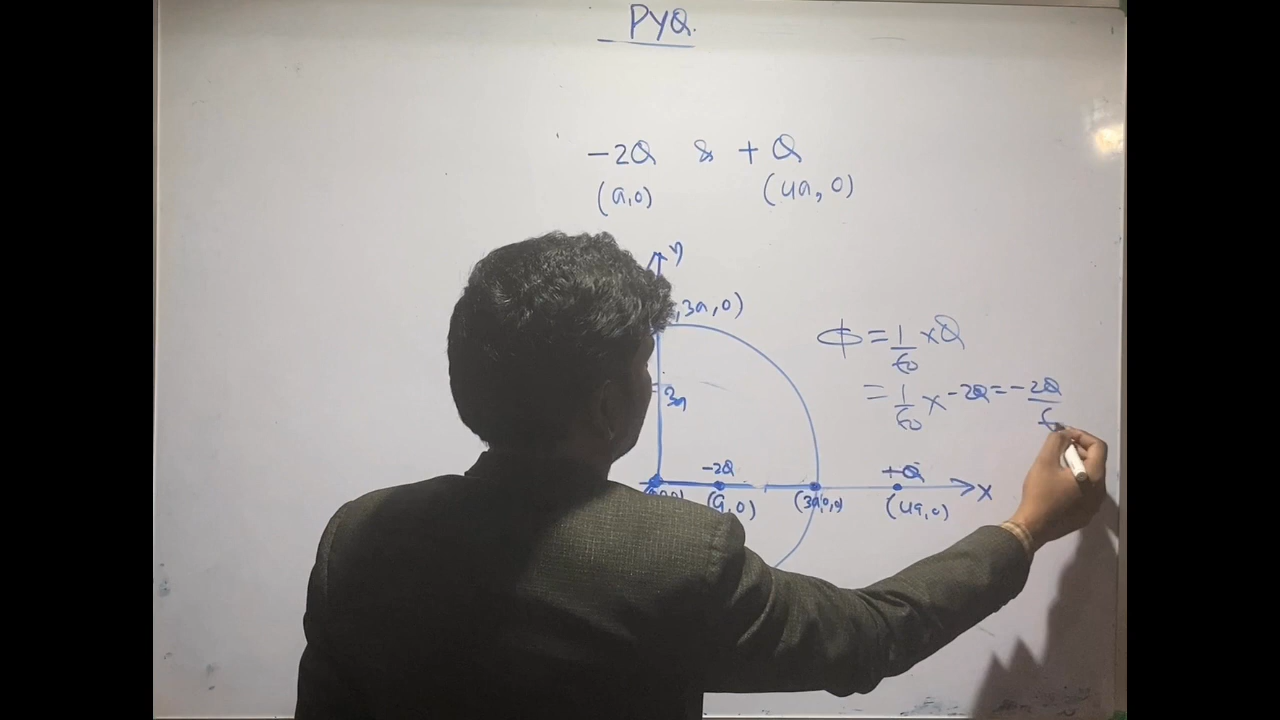 PYQ.
-2Q & +Q
(a,0) (4a,0)
y
,3a,0)
ϕ = 1/ε0 × Q
= 1/ε0 × -2Q = -2Q/ε
3a
-2Q +Q
(a,0) (3a,0,0) (4a,0) X